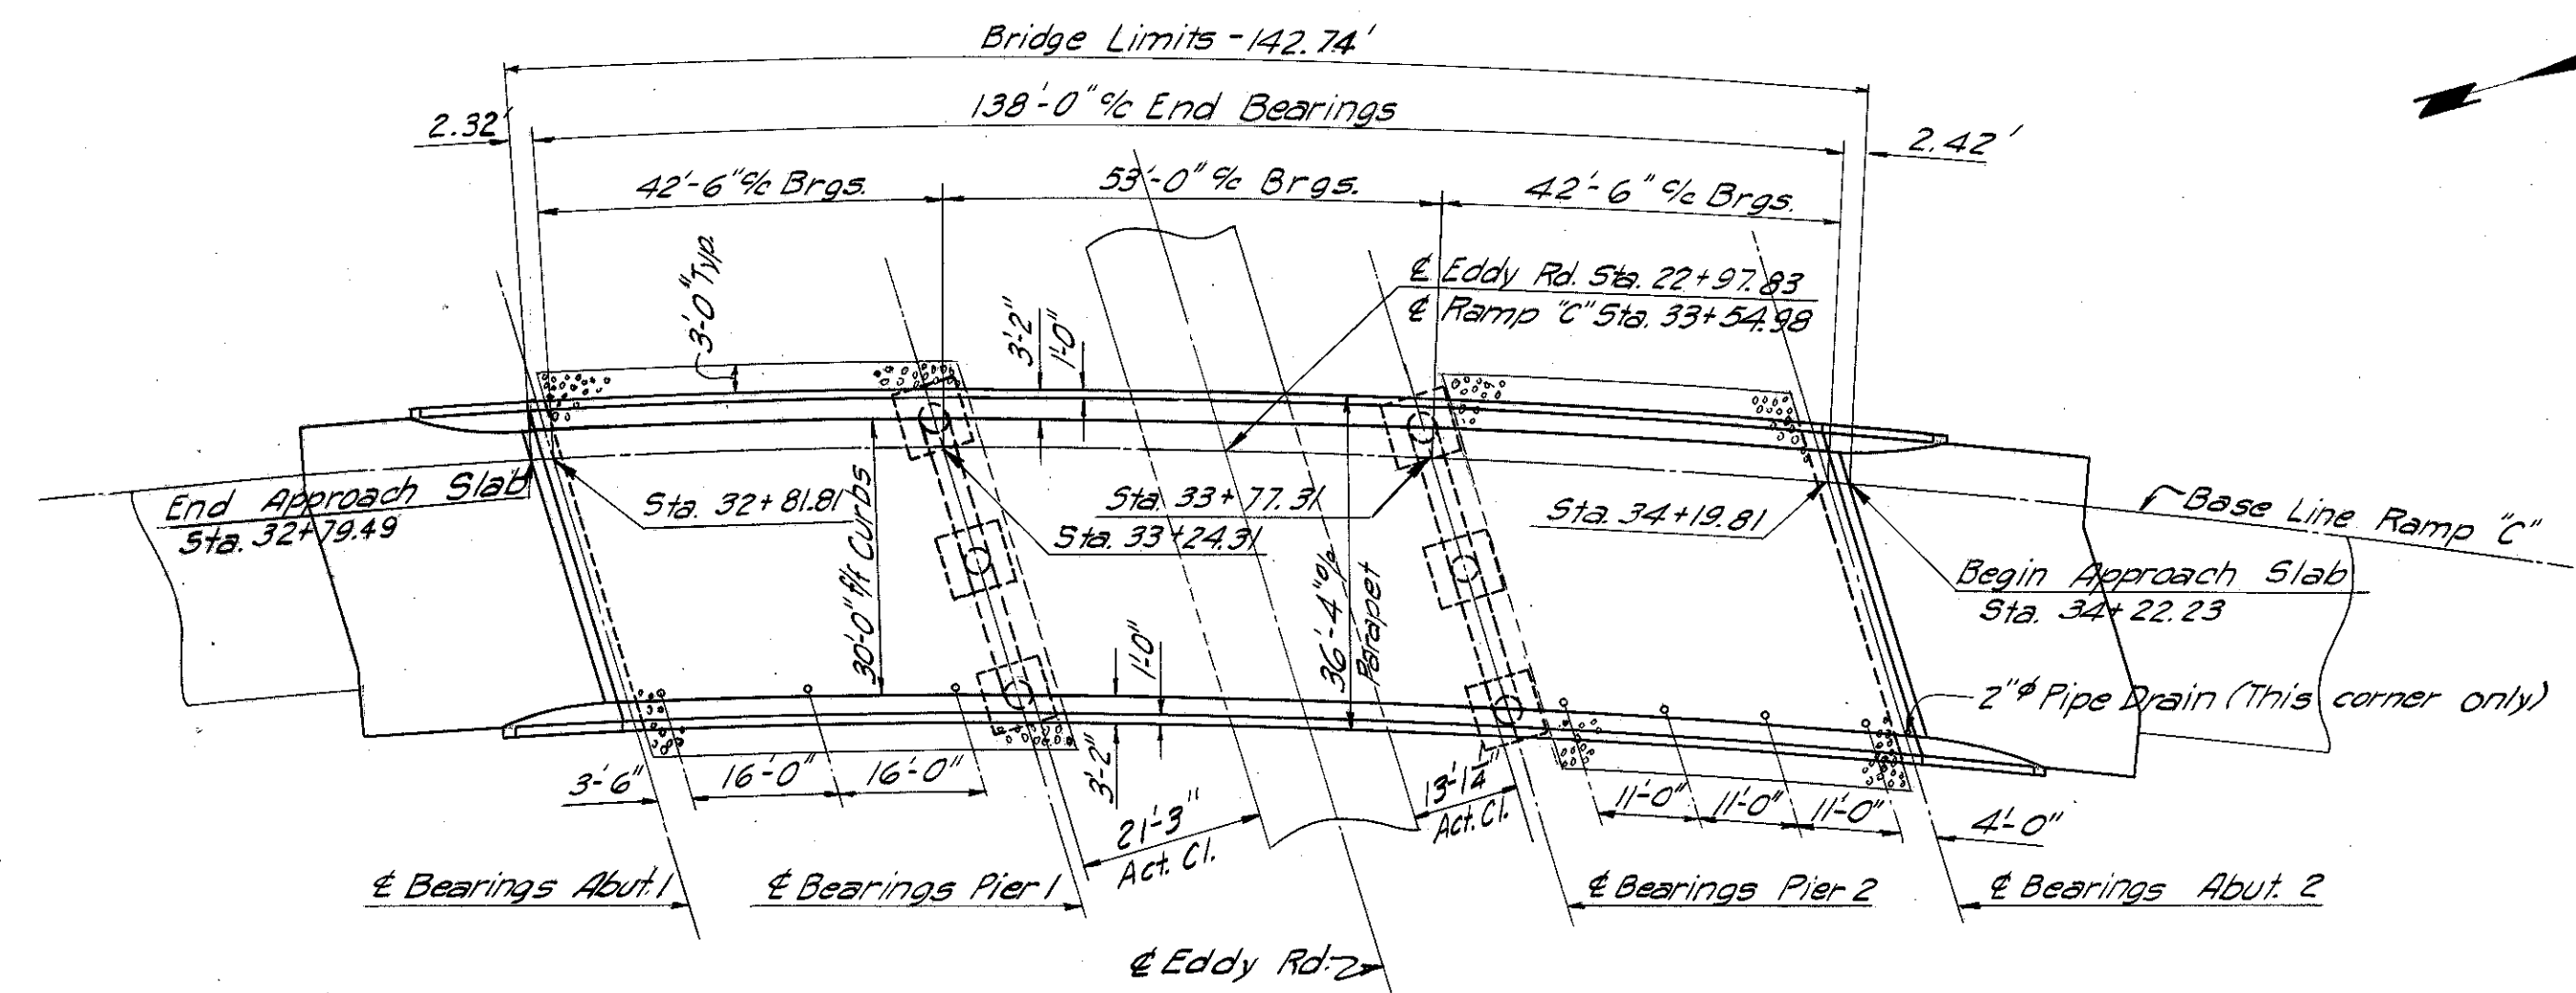 Bridge Limits - 142.74'
138'-0" c/c End Bearings
2.32'
2.42'
42'-6" c/c Brgs.
53'-0" c/c Brgs.
42'-6" c/c Brgs.
3'-0" Typ.
3'-2"
1'-0"
℄ Eddy Rd. Sta. 22+97.83
℄ Ramp "C" Sta. 33+54.98
End Approach Slab
Sta. 32+79.49
Sta. 32+81.81
30'-0" f/f Curbs
Sta. 33+77.31
Sta. 33+24.31
36'-4" o/o
Parapet
Sta. 34+19.81
Base Line Ramp "C"
Begin Approach Slab
Sta. 34+22.23
1'-0"
3'-2"
2"ϕ Pipe Drain (This corner only)
3'-6"
16'-0"
16'-0"
21'-3"
Act. Cl.
13'-1¼"
Act. Cl.
11'-0"
11'-0"
11'-0"
4'-0"
℄ Bearings Abut. 1
℄ Bearings Pier 1
℄ Bearings Pier 2
℄ Bearings Abut. 2
℄ Eddy Rd.